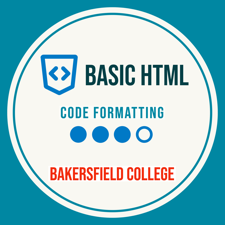 BASIC HTML
CODE FORMATTING
BAKERSFIELD COLLEGE